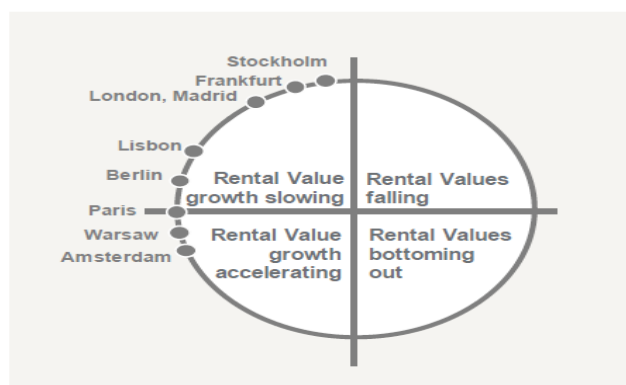 Stockholm
Frankfurt
London, Madrid
Lisbon
Berlin
Paris
Warsaw
Amsterdam
Rental Value
growth slowing
Rental Values
falling
Rental Value
growth
accelerating
Rental Values
bottoming
out